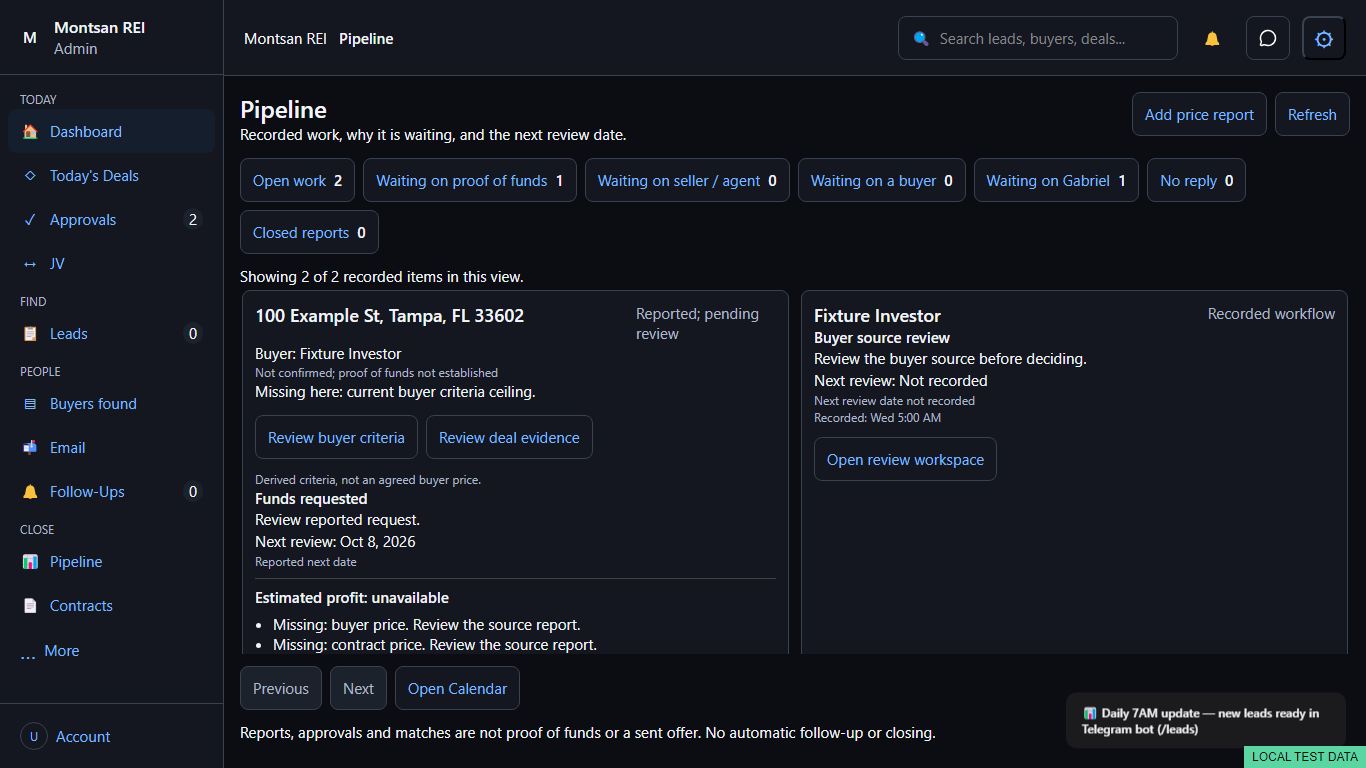 M
Montsan REI
Admin
Montsan REI Pipeline
Search leads, buyers, deals...
TODAY
Dashboard
Today's Deals
Approvals 2
JV
FIND
Leads 0
PEOPLE
Buyers found
Email
Follow-Ups 0
CLOSE
Pipeline
Contracts
... More
U Account
Pipeline
Recorded work, why it is waiting, and the next review date.
Add price report
Refresh
Open work 2
Waiting on proof of funds 1
Waiting on seller / agent 0
Waiting on a buyer 0
Waiting on Gabriel 1
No reply 0
Closed reports 0
Showing 2 of 2 recorded items in this view.
100 Example St, Tampa, FL 33602
Reported; pending
review
Buyer: Fixture Investor
Not confirmed; proof of funds not established
Missing here: current buyer criteria ceiling.
Review buyer criteria
Review deal evidence
Derived criteria, not an agreed buyer price.
Funds requested
Review reported request.
Next review: Oct 8, 2026
Reported next date
Estimated profit: unavailable
• Missing: buyer price. Review the source report.
• Missing: contract price. Review the source report.
Fixture Investor
Recorded workflow
Buyer source review
Review the buyer source before deciding.
Next review: Not recorded
Next review date not recorded
Recorded: Wed 5:00 AM
Open review workspace
Previous
Next
Open Calendar
Reports, approvals and matches are not proof of funds or a sent offer. No automatic follow-up or closing.
Daily 7AM update — new leads ready in
Telegram bot (/leads)
LOCAL TEST DATA